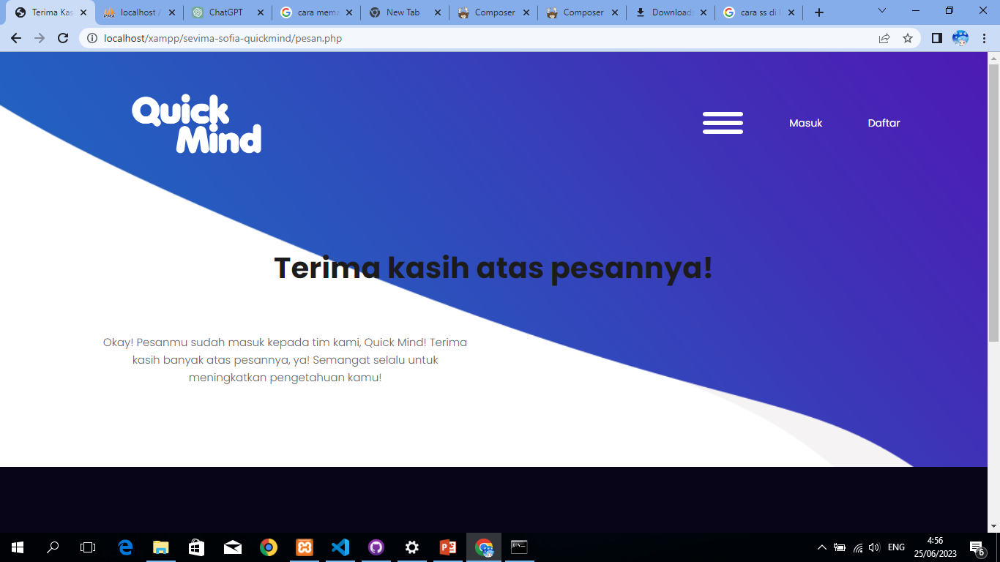 Terima Kas
localhost /
ChatGPT
cara mema
New Tab
Composer
Composer
Download
cara ss di l
localhost/xampp/sevima-sofia-quickmind/pesan.php
Quick
Mind
Masuk
Daftar
Terima kasih atas pesannya!
Okay! Pesanmu sudah masuk kepada tim kami, Quick Mind! Terima
kasih banyak atas pesannya, ya! Semangat selalu untuk
meningkatkan pengetahuan kamu!
ENG
4:56
25/06/2023
6